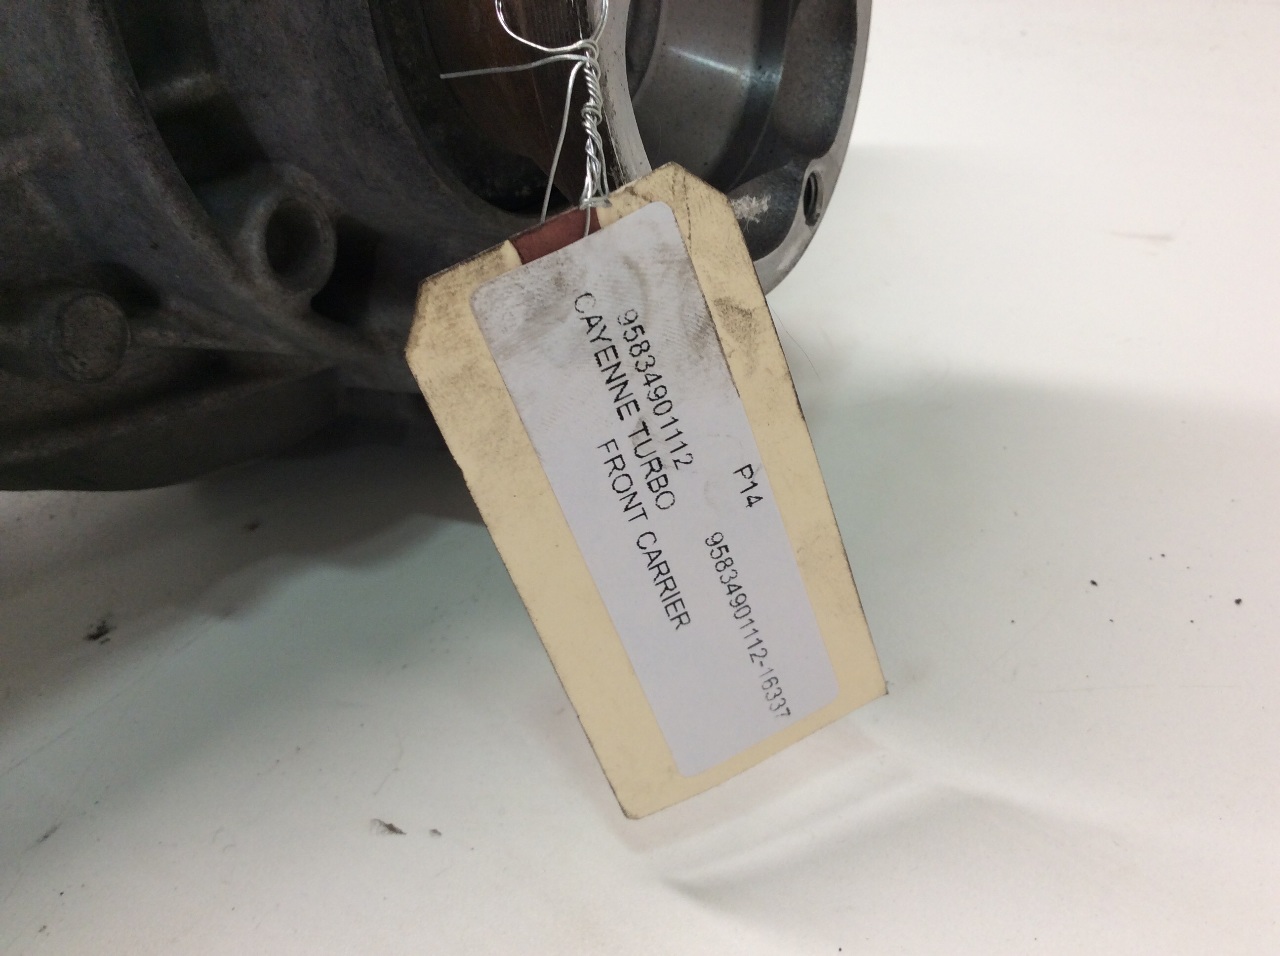 95834901112
CAYENNE TURBO
FRONT CARRIER
P14
95834901112-16337